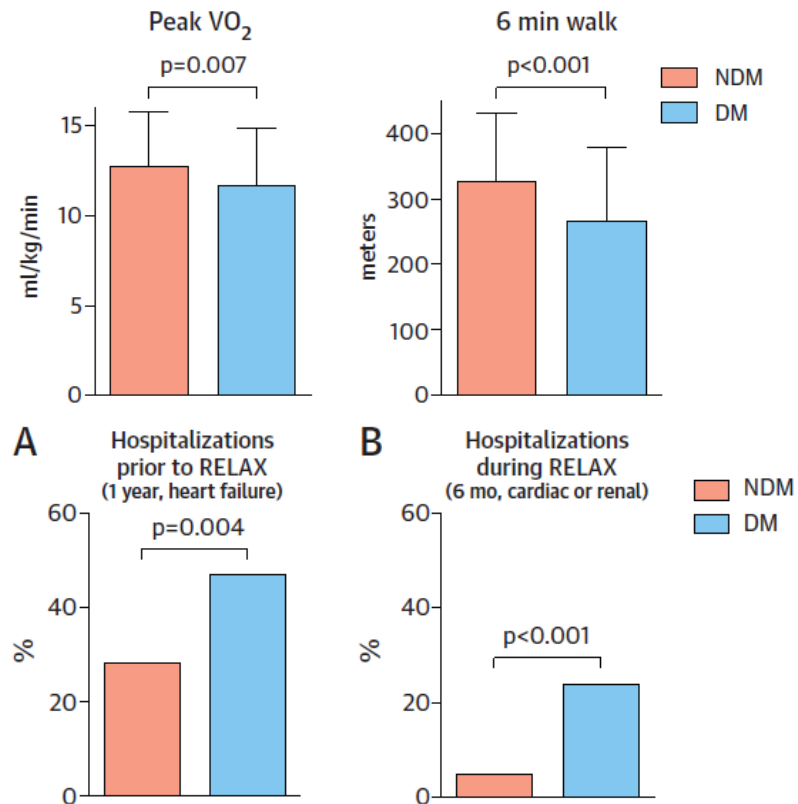 Peak VO₂
p=0.007
15
10
5
0
ml/kg/min
6 min walk
p<0.001
400
300
200
100
0
meters
NDM
DM
A
Hospitalizations
prior to RELAX
(1 year, heart failure)
60
p=0.004
40
20
0
%
B
Hospitalizations
during RELAX
(6 mo, cardiac or renal)
60
40
p<0.001
20
0
%
NDM
DM